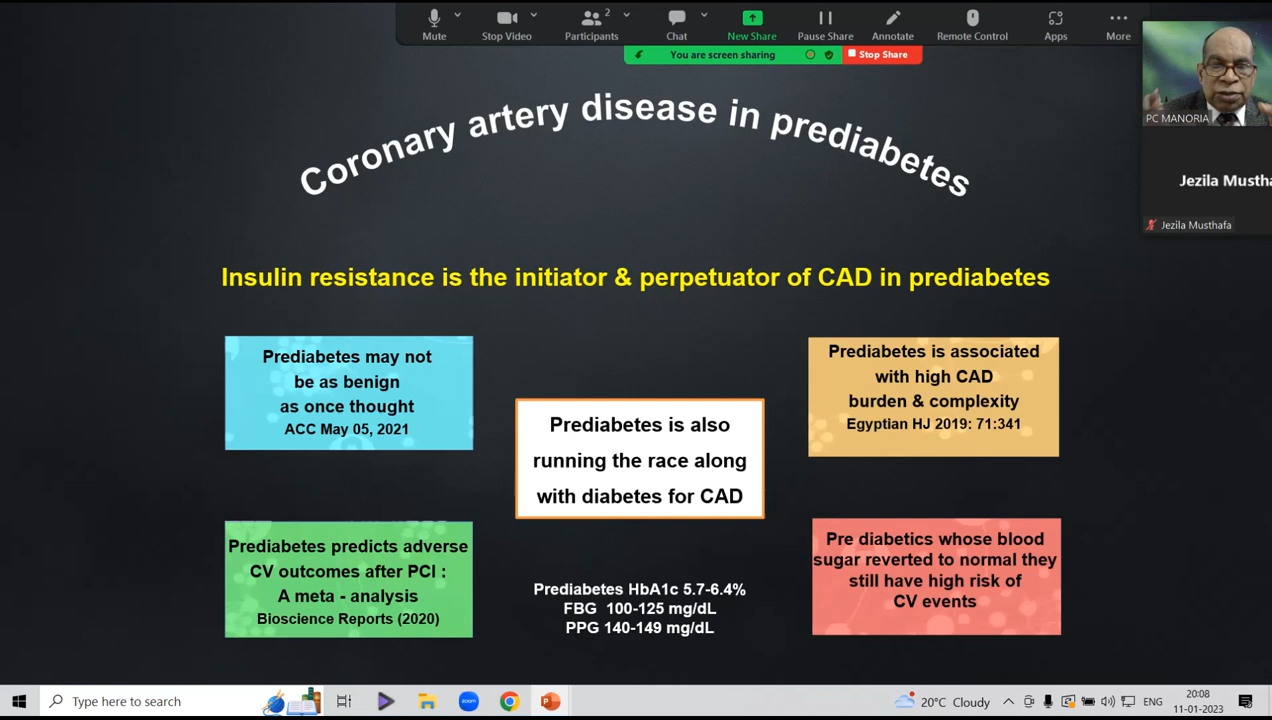 Mute
Stop Video
Participants
2
Chat
New Share
Pause Share
Annotate
Remote Control
Apps
More
You are screen sharing
Stop Share
PC MANORIA
Jezila Mustha
Jezila Musthafa
Coronary artery disease in prediabetes
Insulin resistance is the initiator & perpetuator of CAD in prediabetes
Prediabetes may not
be as benign
as once thought
ACC May 05, 2021
Prediabetes is associated
with high CAD
burden & complexity
Egyptian HJ 2019: 71:341
Prediabetes is also
running the race along
with diabetes for CAD
Prediabetes predicts adverse
CV outcomes after PCI :
A meta - analysis
Bioscience Reports (2020)
Pre diabetics whose blood
sugar reverted to normal they
still have high risk of
CV events
Prediabetes HbA1c 5.7-6.4%
FBG 100-125 mg/dL
PPG 140-149 mg/dL
Type here to search
zoom
20°C Cloudy
ENG
20:08
11-01-2023